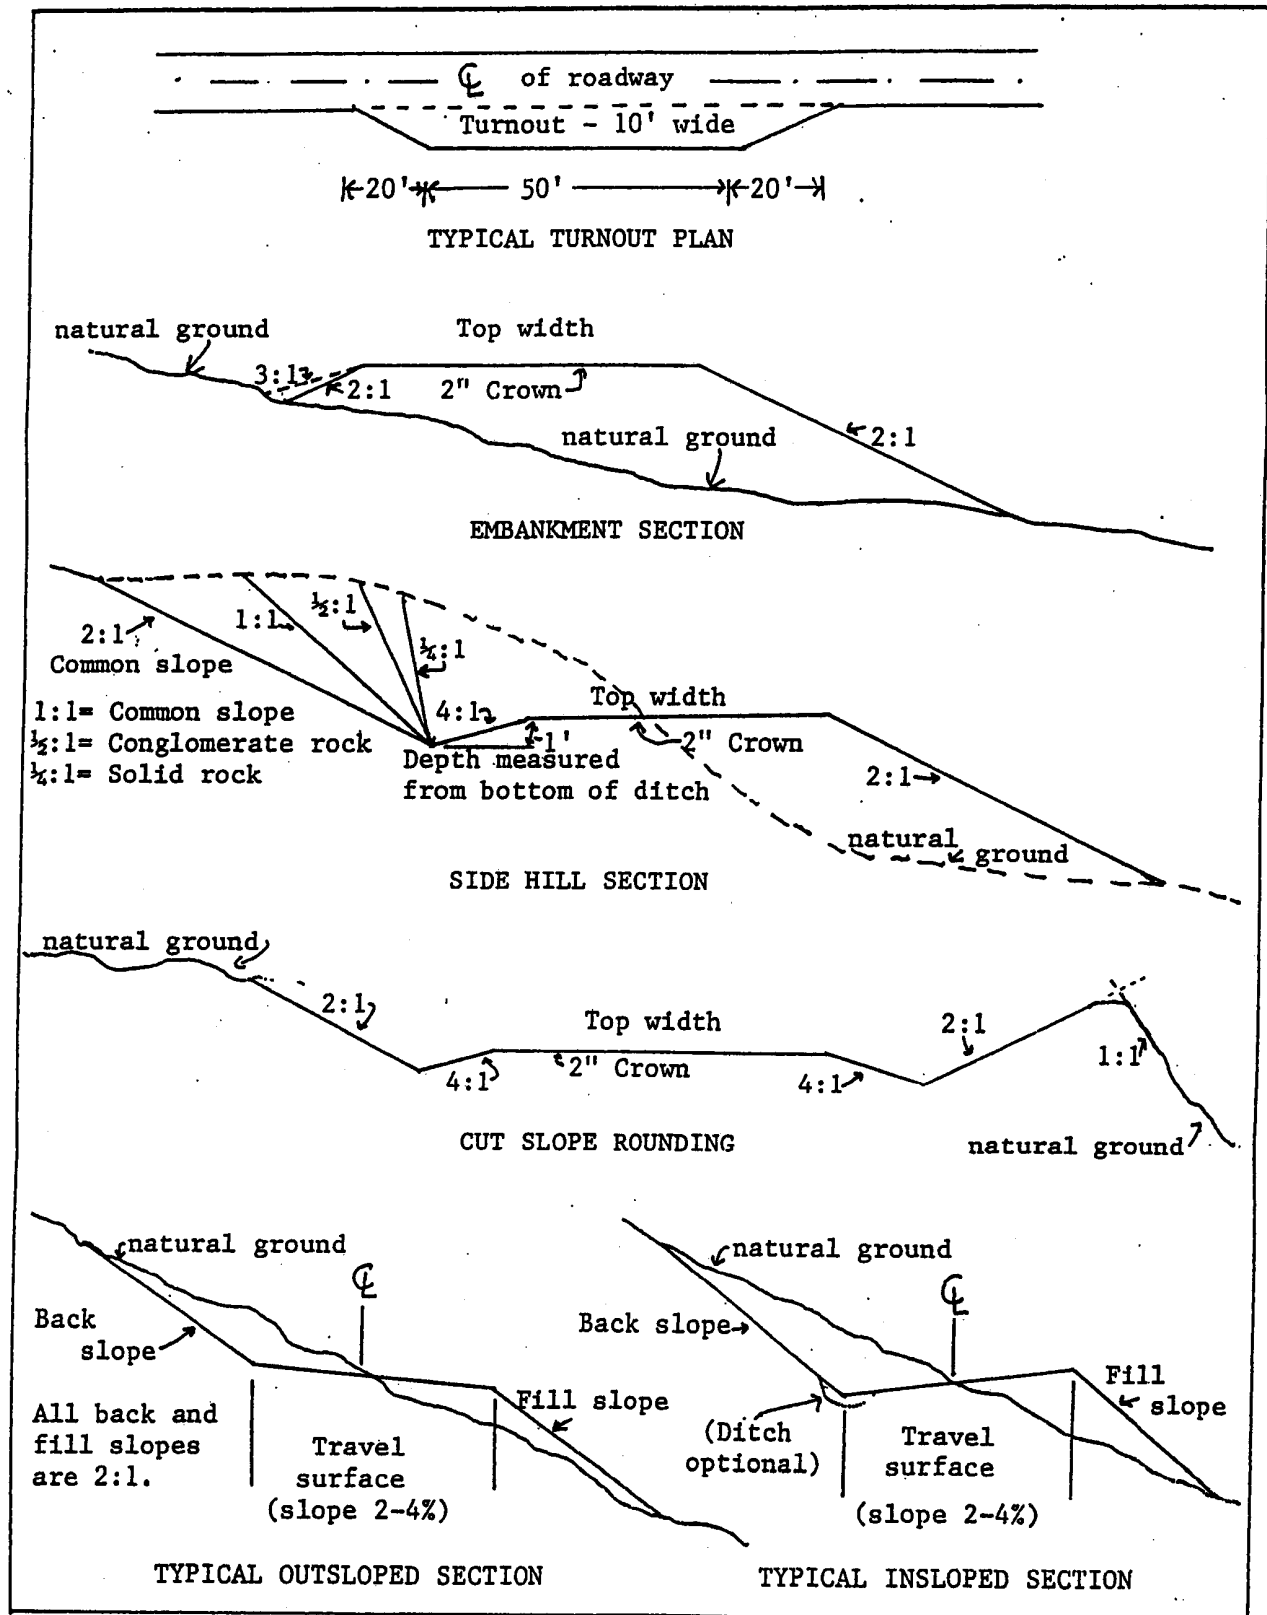 ℄ of roadway
Turnout - 10' wide
20' 50' 20'
TYPICAL TURNOUT PLAN
natural ground
Top width
3:1
2:1
2" Crown
natural ground
2:1
EMBANKMENT SECTION
2:1
Common slope
1:1
½:1
¼:1
1:1= Common slope
½:1= Conglomerate rock
¼:1= Solid rock
4:1
Top width
1'
2" Crown
Depth measured
from bottom of ditch
2:1
natural ground
SIDE HILL SECTION
natural ground
2:1
Top width
2:1
4:1
2" Crown
4:1
1:1
CUT SLOPE ROUNDING
natural ground
natural ground
℄
Back
slope
Fill slope
All back and
fill slopes
are 2:1.
Travel
surface
(slope 2-4%)
TYPICAL OUTSLOPED SECTION
natural ground
℄
Back slope
Fill
slope
(Ditch
optional)
Travel
surface
(slope 2-4%)
TYPICAL INSLOPED SECTION